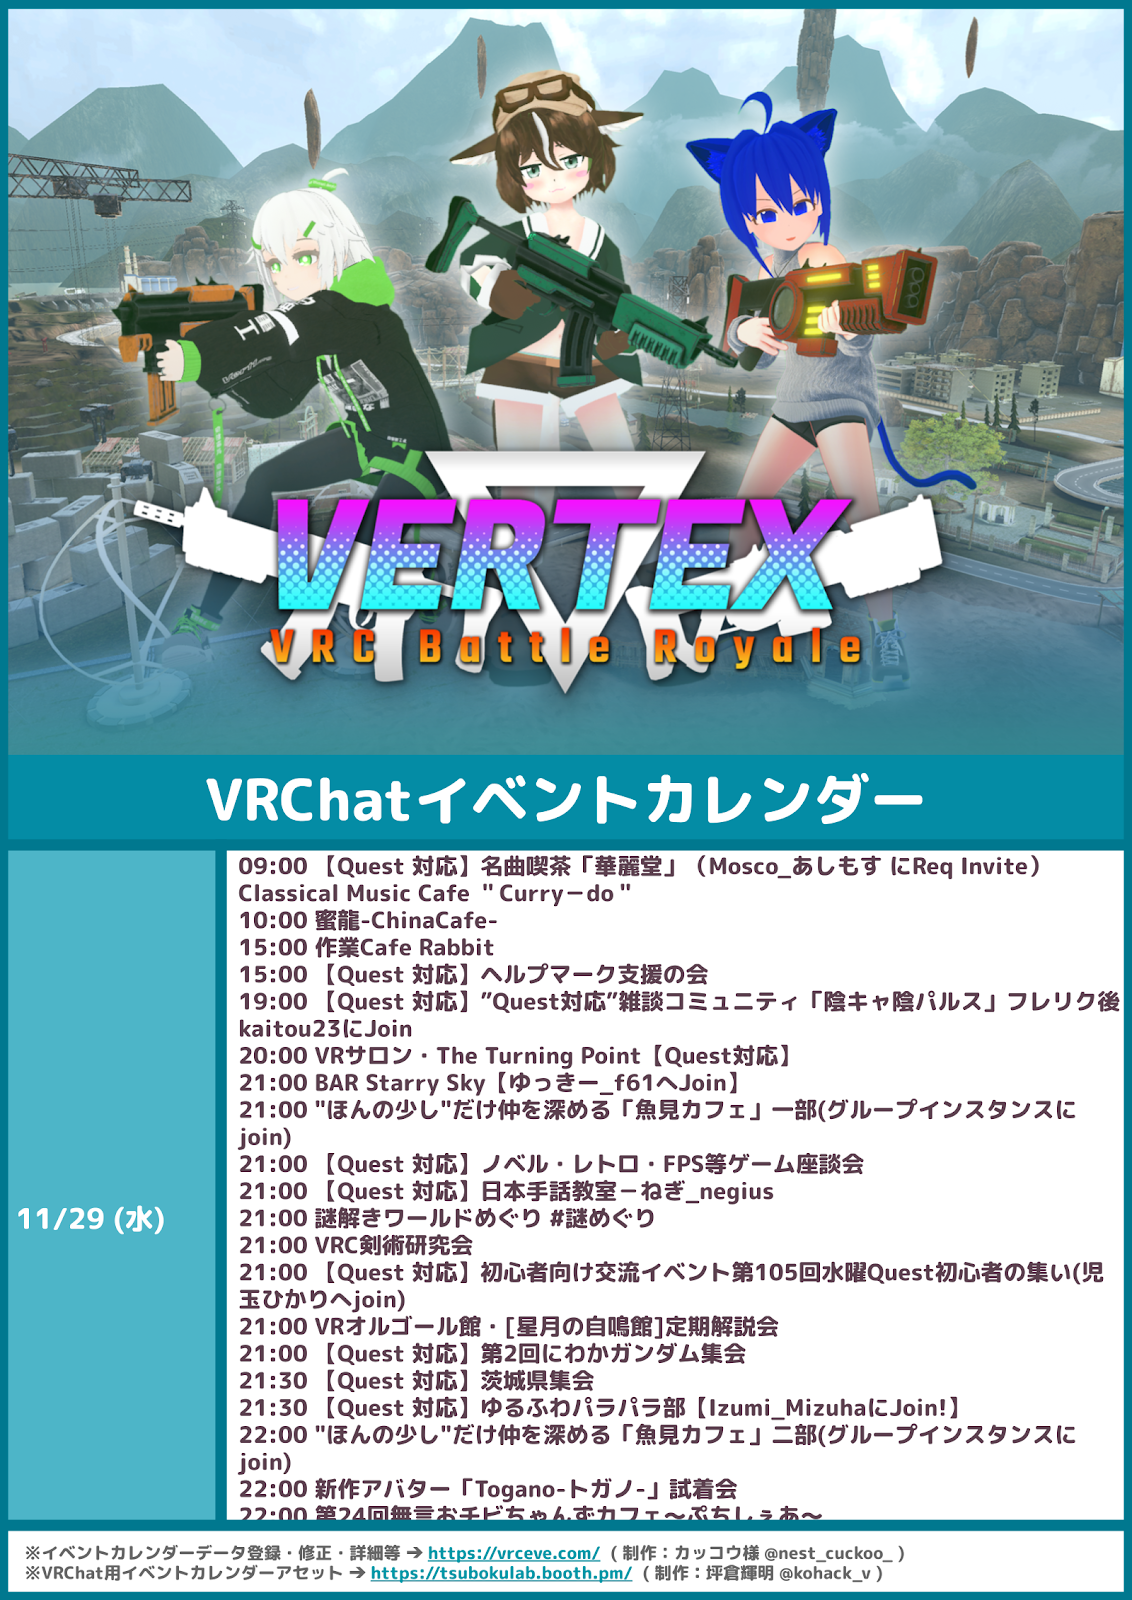 VERTEX
VRC Battle Royale
VRChatイベントカレンダー
11/29 (水)
09:00 【Quest 対応】名曲喫茶「華麗堂」（Mosco_あしもす にReq Invite）
Classical Music Cafe ＂Curry－do＂
10:00 蜜龍-ChinaCafe-
15:00 作業Cafe Rabbit
15:00 【Quest 対応】ヘルプマーク支援の会
19:00 【Quest 対応】”Quest対応”雑談コミュニティ「陰キャ陰パルス」フレリク後
kaitou23にJoin
20:00 VRサロン・The Turning Point【Quest対応】
21:00 BAR Starry Sky【ゆっきー_f61へJoin】
21:00 "ほんの少し"だけ仲を深める「魚見カフェ」一部(グループインスタンスに
join)
21:00 【Quest 対応】ノベル・レトロ・FPS等ゲーム座談会
21:00 【Quest 対応】日本手話教室－ねぎ_negius
21:00 謎解きワールドめぐり #謎めぐり
21:00 VRC剣術研究会
21:00 【Quest 対応】初心者向け交流イベント第105回水曜Quest初心者の集い(児
玉ひかりへjoin)
21:00 VRオルゴール館・[星月の自鳴館]定期解説会
21:00 【Quest 対応】第2回にわかガンダム集会
21:30 【Quest 対応】茨城県集会
21:30 【Quest 対応】ゆるふわパラパラ部【Izumi_MizuhaにJoin!】
22:00 "ほんの少し"だけ仲を深める「魚見カフェ」二部(グループインスタンスに
join)
22:00 新作アバター「Togano-トガノ-」試着会
22:00 第24回無言おチビちゃんずカフェ～ぷちしぇあ～
※イベントカレンダーデータ登録・修正・詳細等 → https://vrceve.com/ （制作：カッコウ様 @nest_cuckoo_）
※VRChat用イベントカレンダーアセット → https://tsubokulab.booth.pm/ （制作：坪倉輝明 @kohack_v）